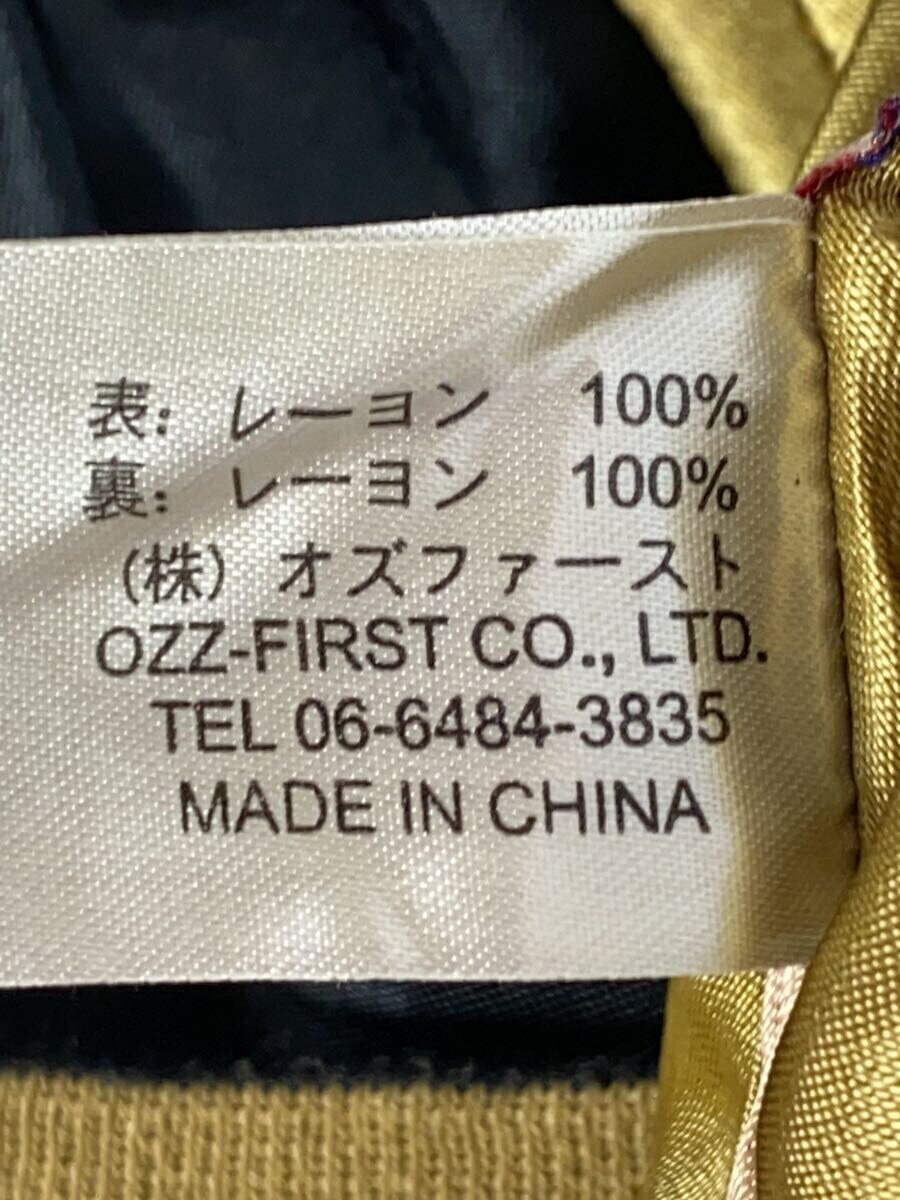 表: レーヨン 100%
裏: レーヨン 100%
(株) オズファースト
OZZ-FIRST CO., LTD.
TEL 06-6484-3835
MADE IN CHINA